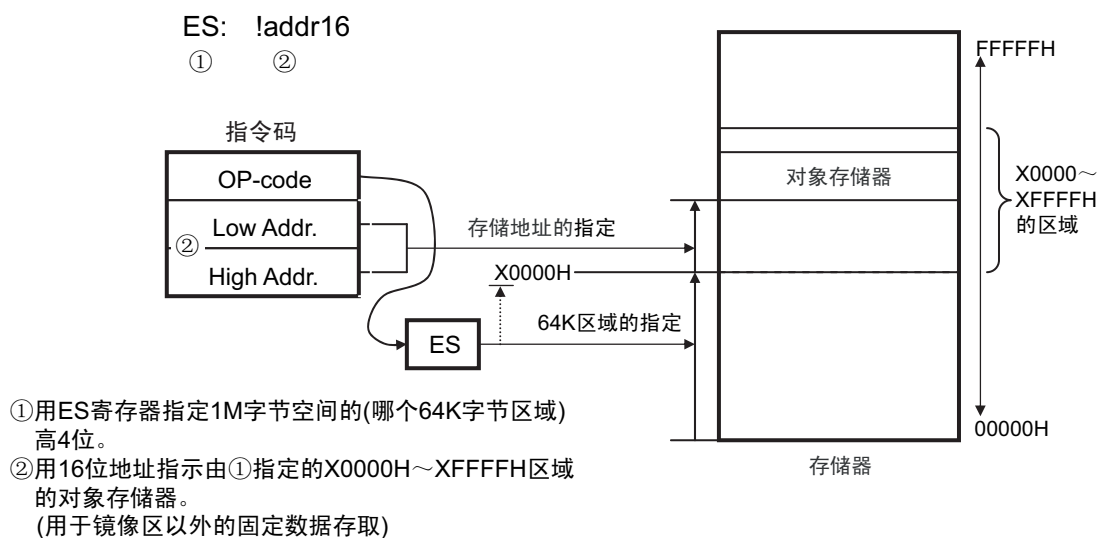 ES: !addr16
① ②
指令码
OP-code
② Low Addr.
High Addr.
ES
存储地址的指定
X0000H
64K区域的指定
对象存储器
FFFFFH
X0000～
XFFFFH
的区域
00000H
存储器
①用ES寄存器指定1M字节空间的(哪个64K字节区域)
高4位。
②用16位地址指示由①指定的X0000H～XFFFFH区域
的对象存储器。
(用于镜像区以外的固定数据存取)